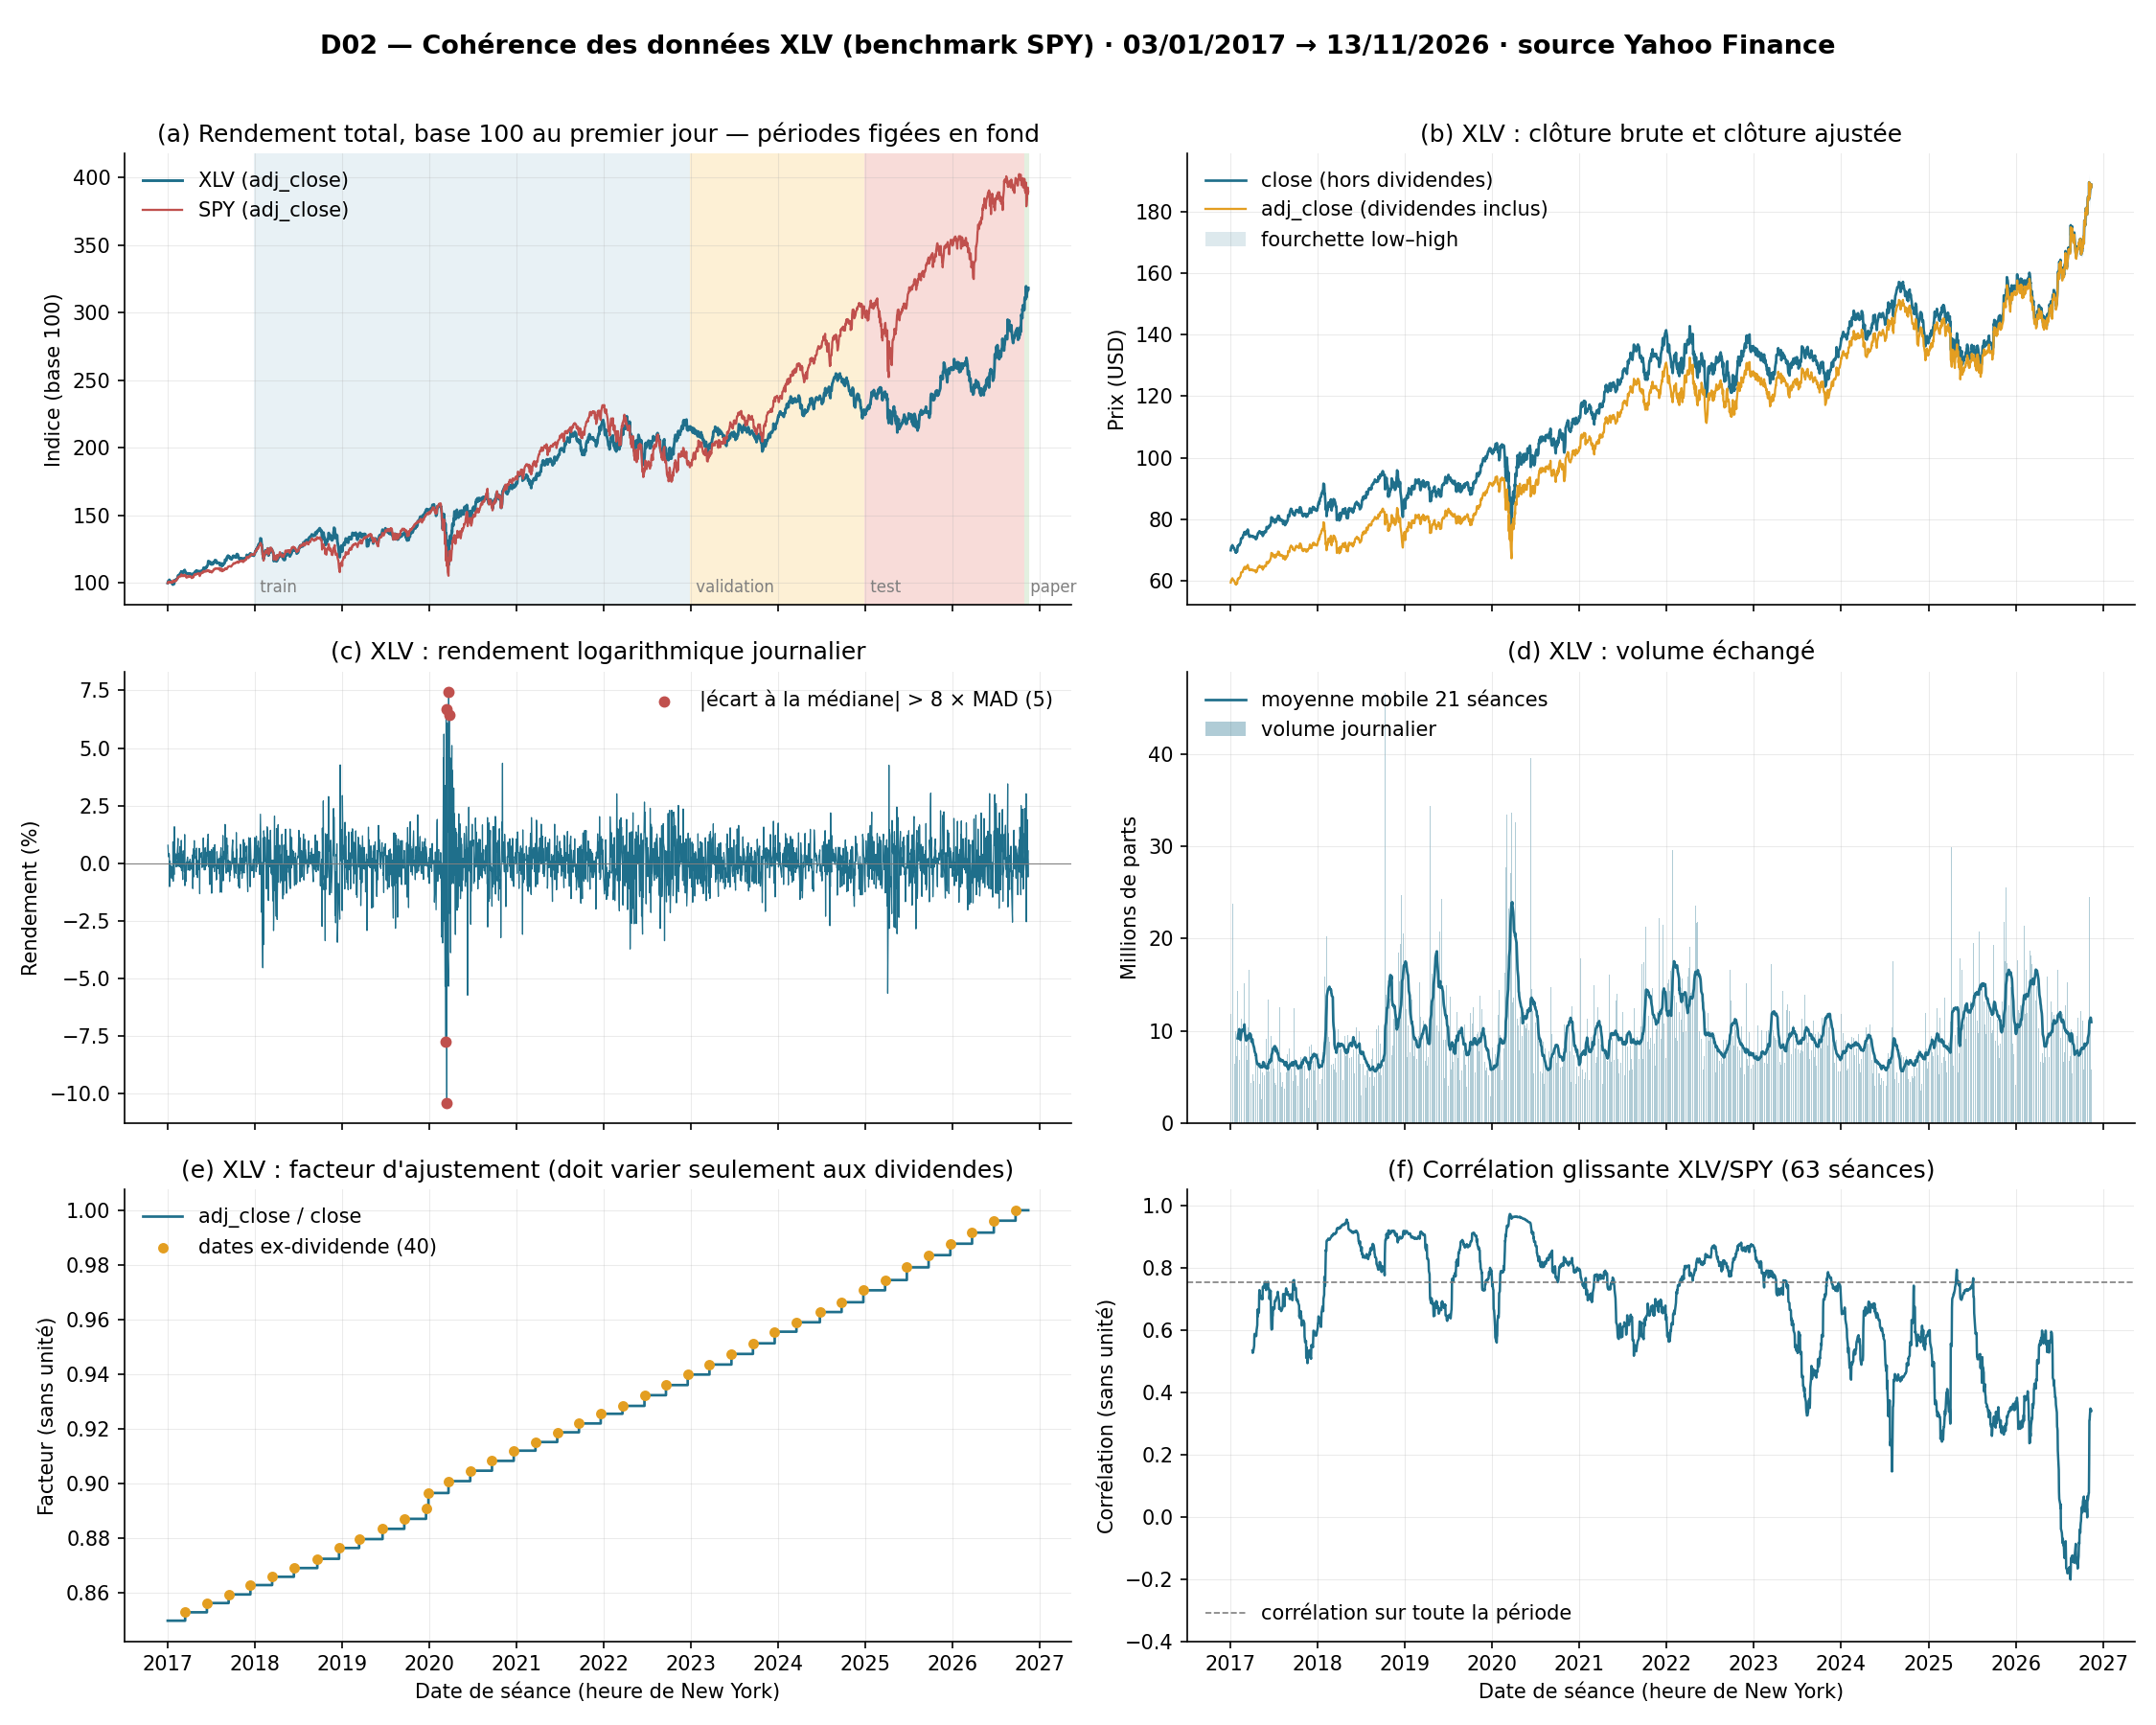 D02 — Cohérence des données XLV (benchmark SPY) · 03/01/2017 → 13/11/2026 · source Yahoo Finance
(a) Rendement total, base 100 au premier jour — périodes figées en fond
Indice (base 100)
400
350
300
250
200
150
100
XLV (adj_close)
SPY (adj_close)
train
validation
test
paper
(b) XLV : clôture brute et clôture ajustée
Prix (USD)
180
160
140
120
100
80
60
close (hors dividendes)
adj_close (dividendes inclus)
fourchette low–high
(c) XLV : rendement logarithmique journalier
Rendement (%)
7.5
5.0
2.5
0.0
−2.5
−5.0
−7.5
−10.0
|écart à la médiane| > 8 × MAD (5)
(d) XLV : volume échangé
Millions de parts
40
30
20
10
0
moyenne mobile 21 séances
volume journalier
(e) XLV : facteur d'ajustement (doit varier seulement aux dividendes)
Facteur (sans unité)
1.00
0.98
0.96
0.94
0.92
0.90
0.88
0.86
adj_close / close
dates ex-dividende (40)
2017 2018 2019 2020 2021 2022 2023 2024 2025 2026 2027
Date de séance (heure de New York)
(f) Corrélation glissante XLV/SPY (63 séances)
Corrélation (sans unité)
1.0
0.8
0.6
0.4
0.2
0.0
−0.2
−0.4
corrélation sur toute la période
2017 2018 2019 2020 2021 2022 2023 2024 2025 2026 2027
Date de séance (heure de New York)